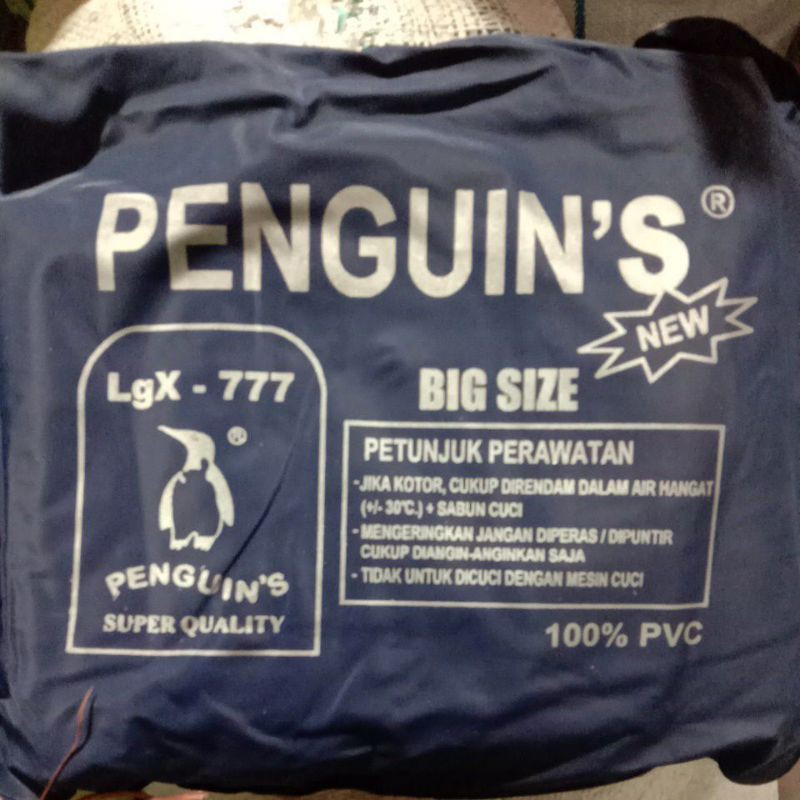 PENGUIN'S®
NEW
BIG SIZE
LgX - 777
®
PENGUIN'S
SUPER QUALITY
PETUNJUK PERAWATAN
-JIKA KOTOR, CUKUP DIRENDAM DALAM AIR HANGAT
(+/- 30°C.) + SABUN CUCI
- MENGERINGKAN JANGAN DIPERAS / DIPUNTIR
CUKUP DIANGIN-ANGINKAN SAJA
- TIDAK UNTUK DICUCI DENGAN MESIN CUCI
100% PVC